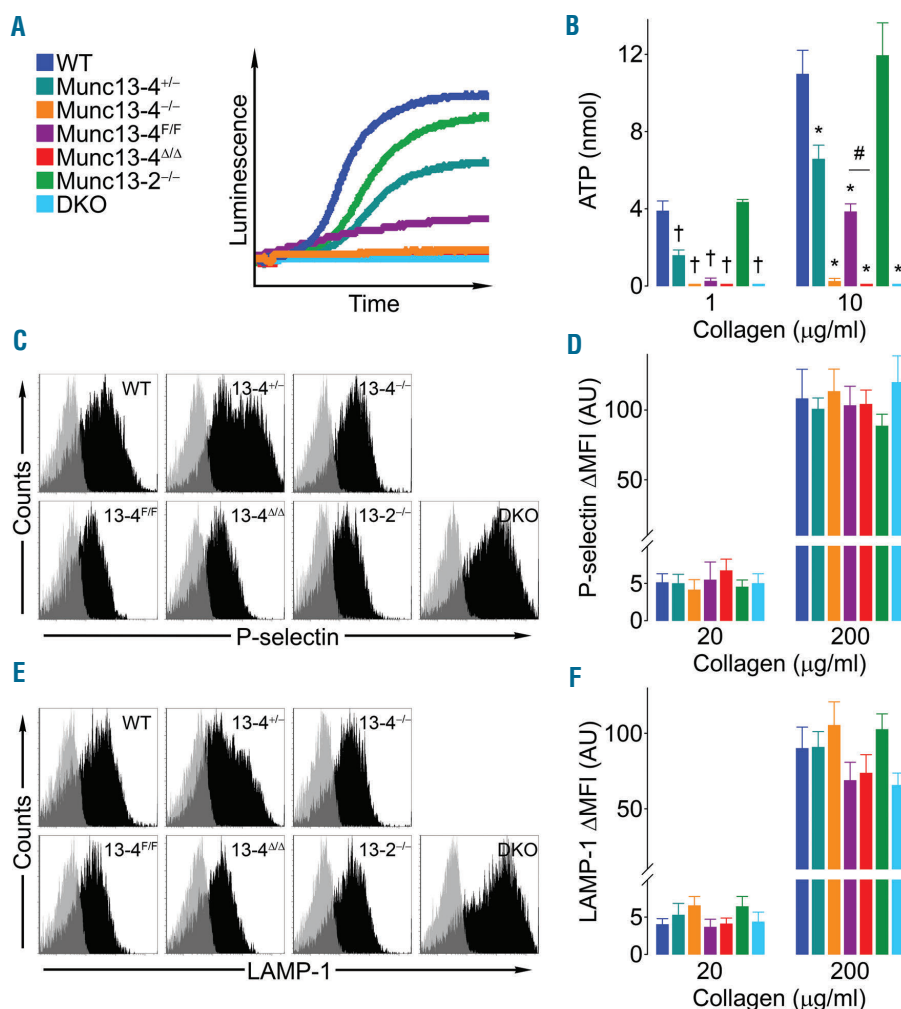 A
WT
Munc13-4+/–
Munc13-4–/–
Munc13-4F/F
Munc13-4Δ/Δ
Munc13-2–/–
DKO
Luminescence
Time
B
ATP (nmol)
12
8
4
0
† † † † †
* * * # * *
1 10
Collagen (µg/ml)
C
Counts
WT 13-4+/– 13-4–/–
13-4F/F 13-4Δ/Δ 13-2–/– DKO
P-selectin
D
P-selectin ΔMFI (AU)
100
50
5
0
20 200
Collagen (µg/ml)
E
Counts
WT 13-4+/– 13-4–/–
13-4F/F 13-4Δ/Δ 13-2–/– DKO
LAMP-1
F
LAMP-1 ΔMFI (AU)
100
50
5
0
20 200
Collagen (µg/ml)